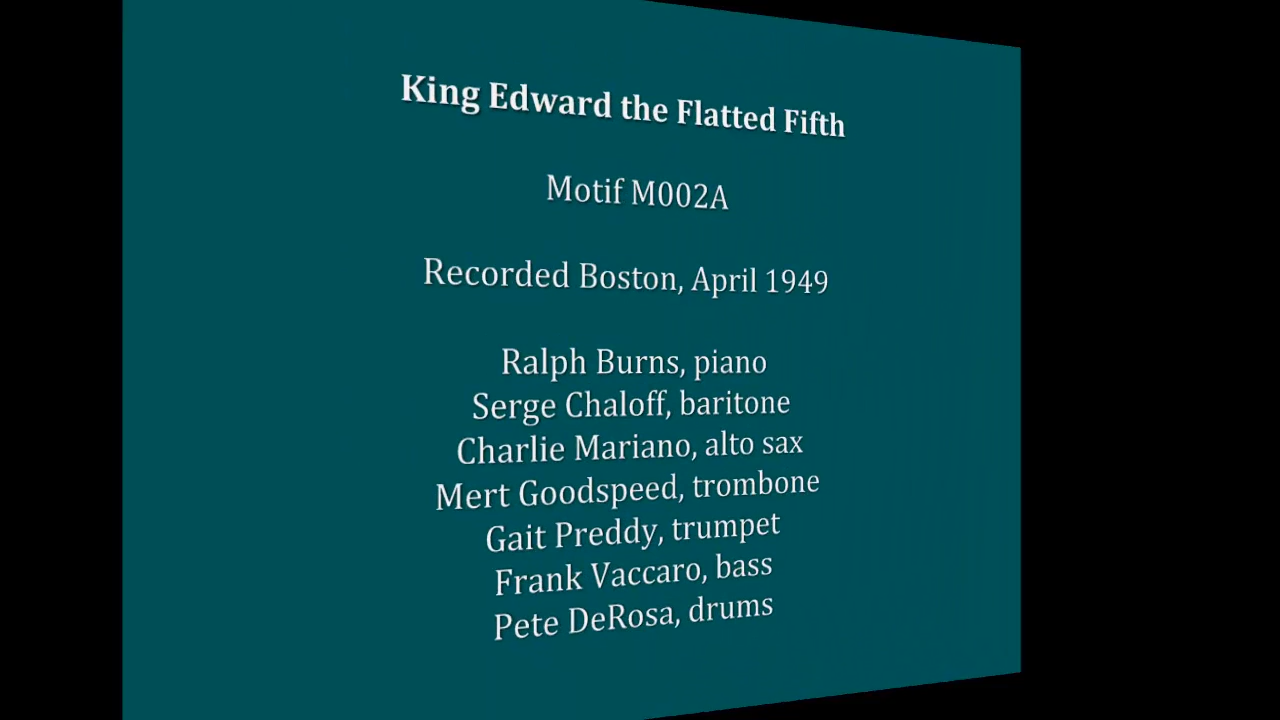 King Edward the Flatted Fifth
Motif M002A
Recorded Boston, April 1949
Ralph Burns, piano
Serge Chaloff, baritone
Charlie Mariano, alto sax
Mert Goodspeed, trombone
Gait Preddy, trumpet
Frank Vaccaro, bass
Pete DeRosa, drums